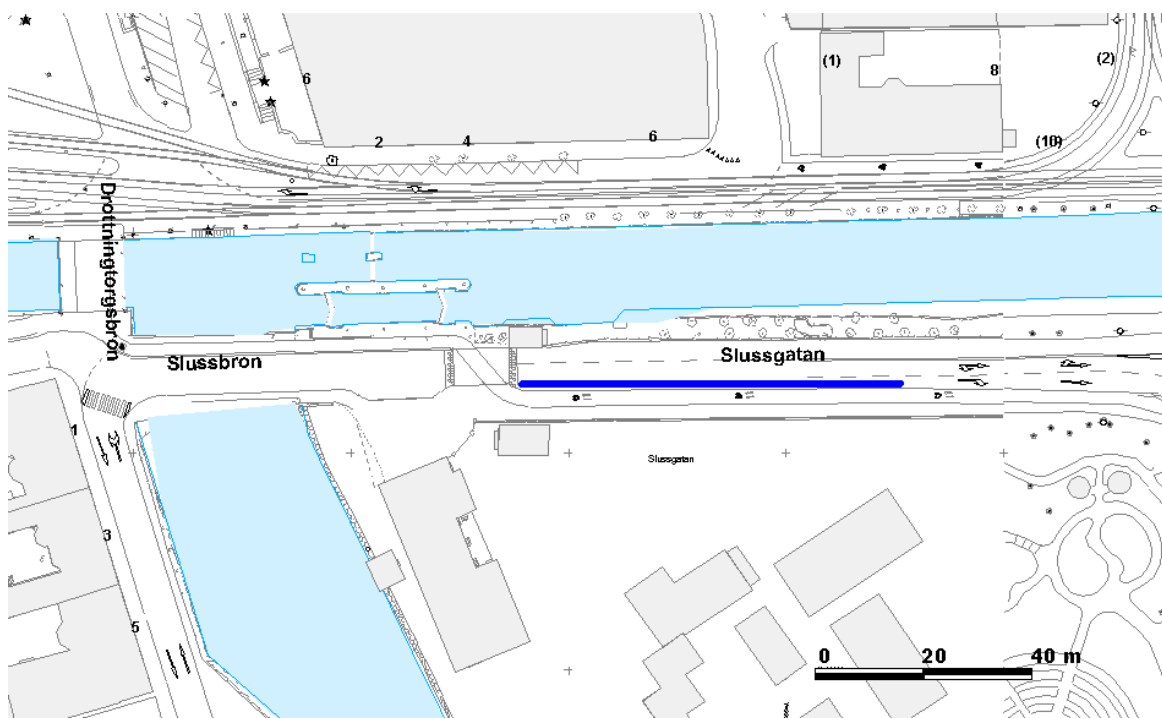 6
(1)
8
(2)
2
4
6
(10)
Drottningtorgsbron
Slussbron
Slussgatan
1
Slussgatan
3
5
0
20
40 m